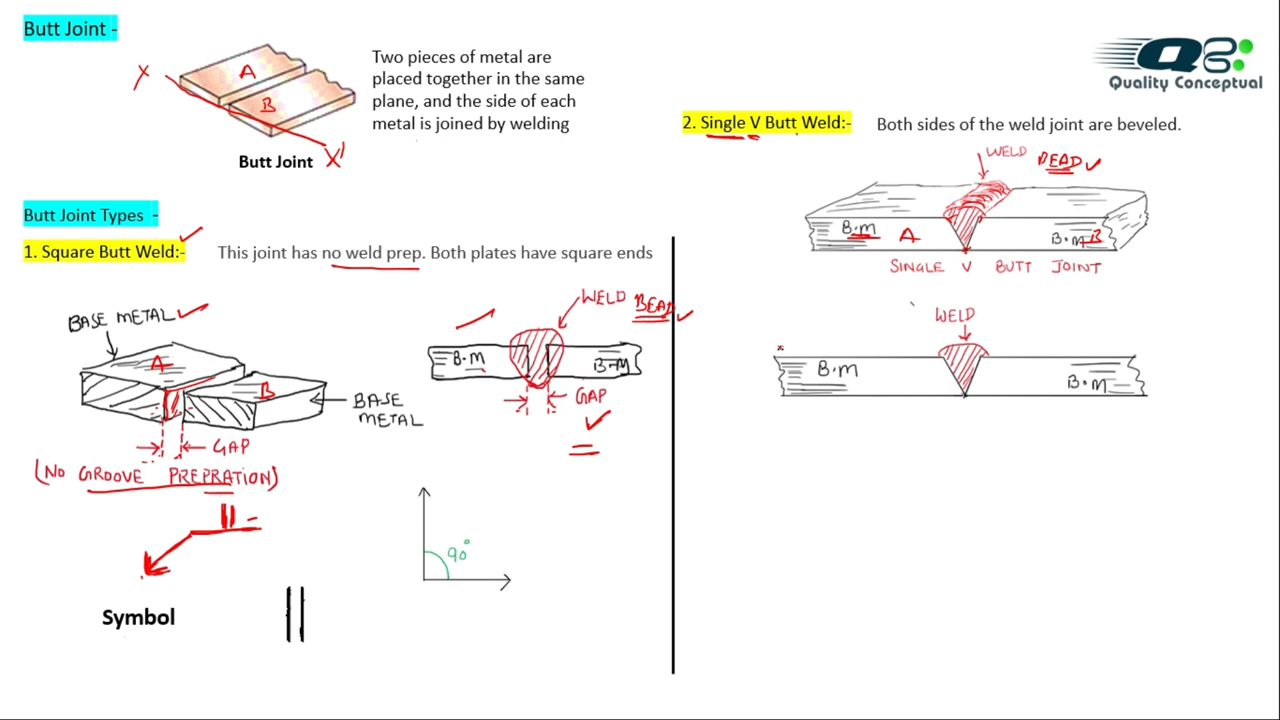 Butt Joint -
A
B
X
X'
Butt Joint
Two pieces of metal are
placed together in the same
plane, and the side of each
metal is joined by welding
Quality Conceptual
Butt Joint Types -
1. Square Butt Weld:-
This joint has no weld prep. Both plates have square ends
BASE METAL
A
B
BASE
METAL
GAP
(NO GROOVE PREPRATION)
WELD BEAD
B.M
B.M
GAP
90°
Symbol
2. Single V Butt Weld:-
Both sides of the weld joint are beveled.
WELD BEAD
B.M A
B.M B
SINGLE V BUTT JOINT
WELD
B.M
B.M